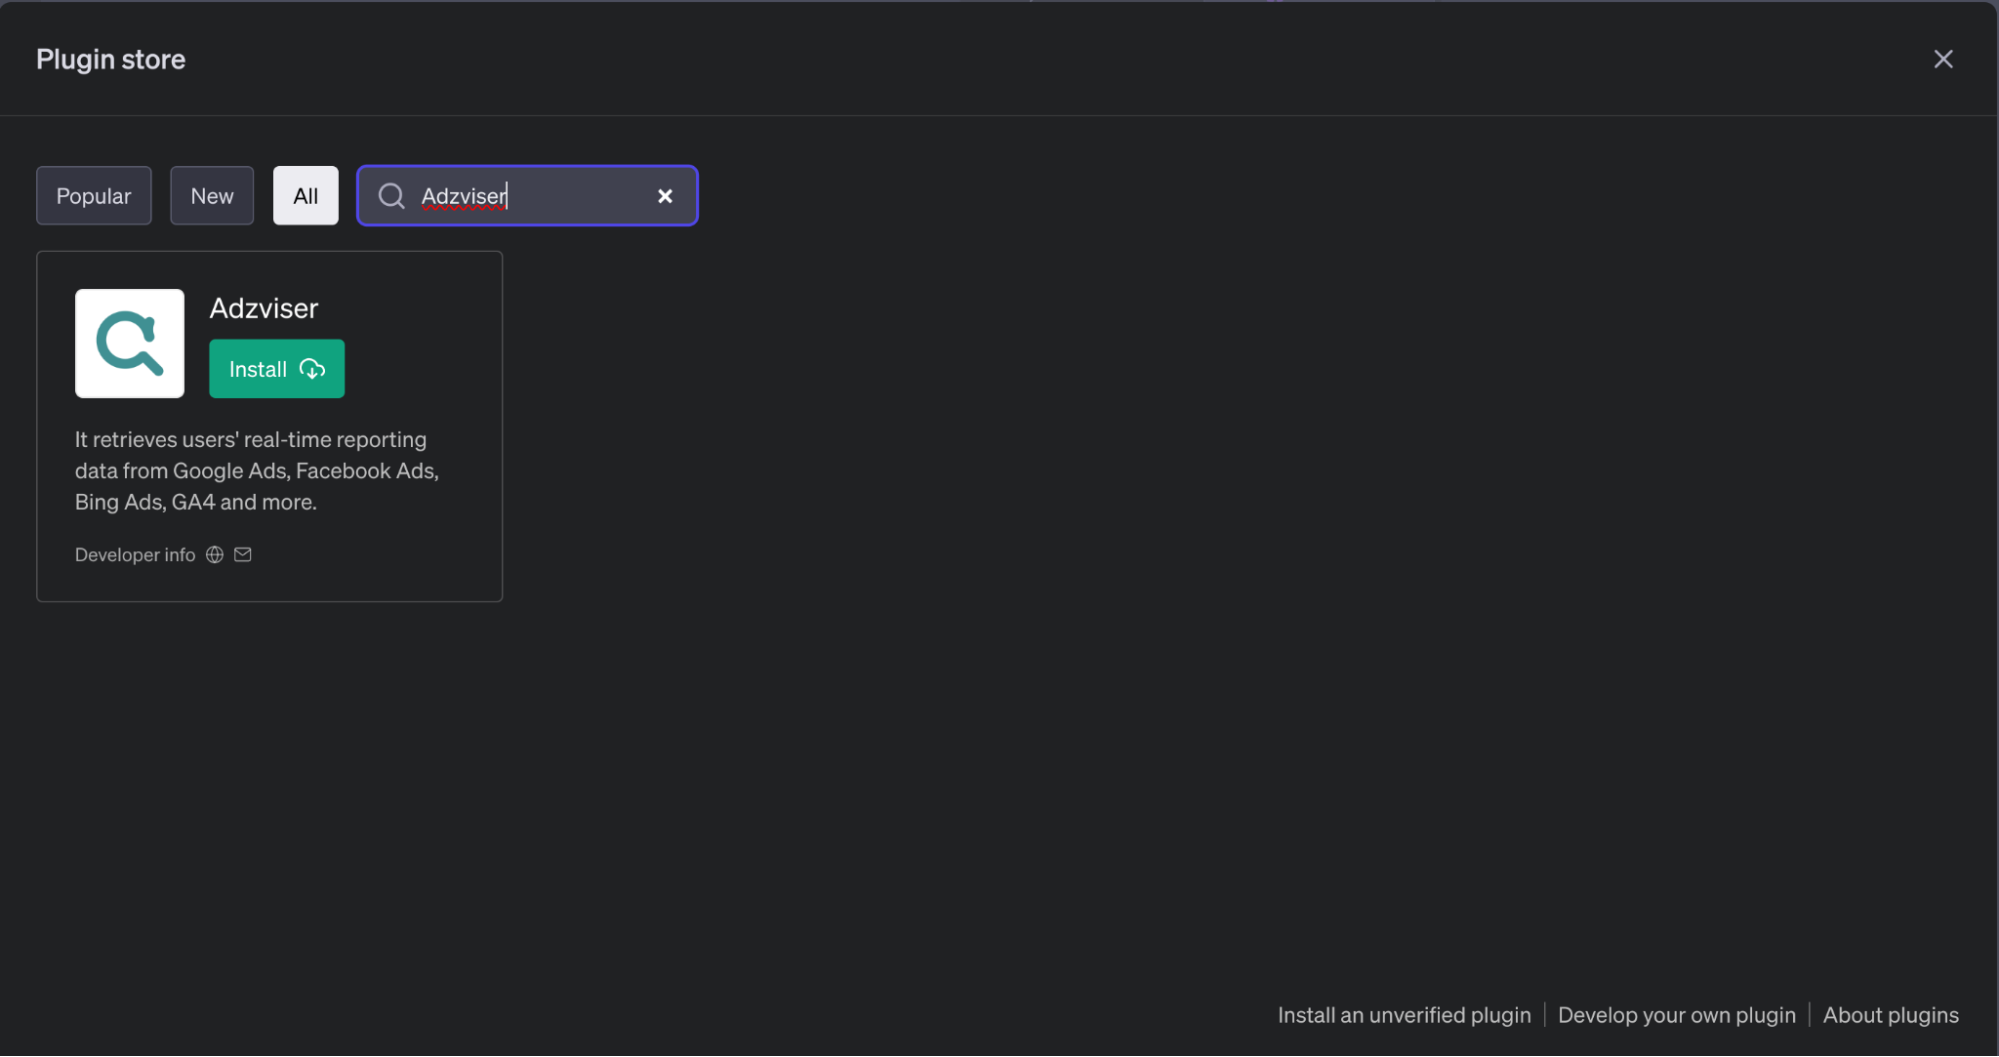 Plugin store
Popular
New
All
Adzviser
Adzviser
Install
It retrieves users' real-time reporting
data from Google Ads, Facebook Ads,
Bing Ads, GA4 and more.
Developer info
Install an unverified plugin
Develop your own plugin
About plugins